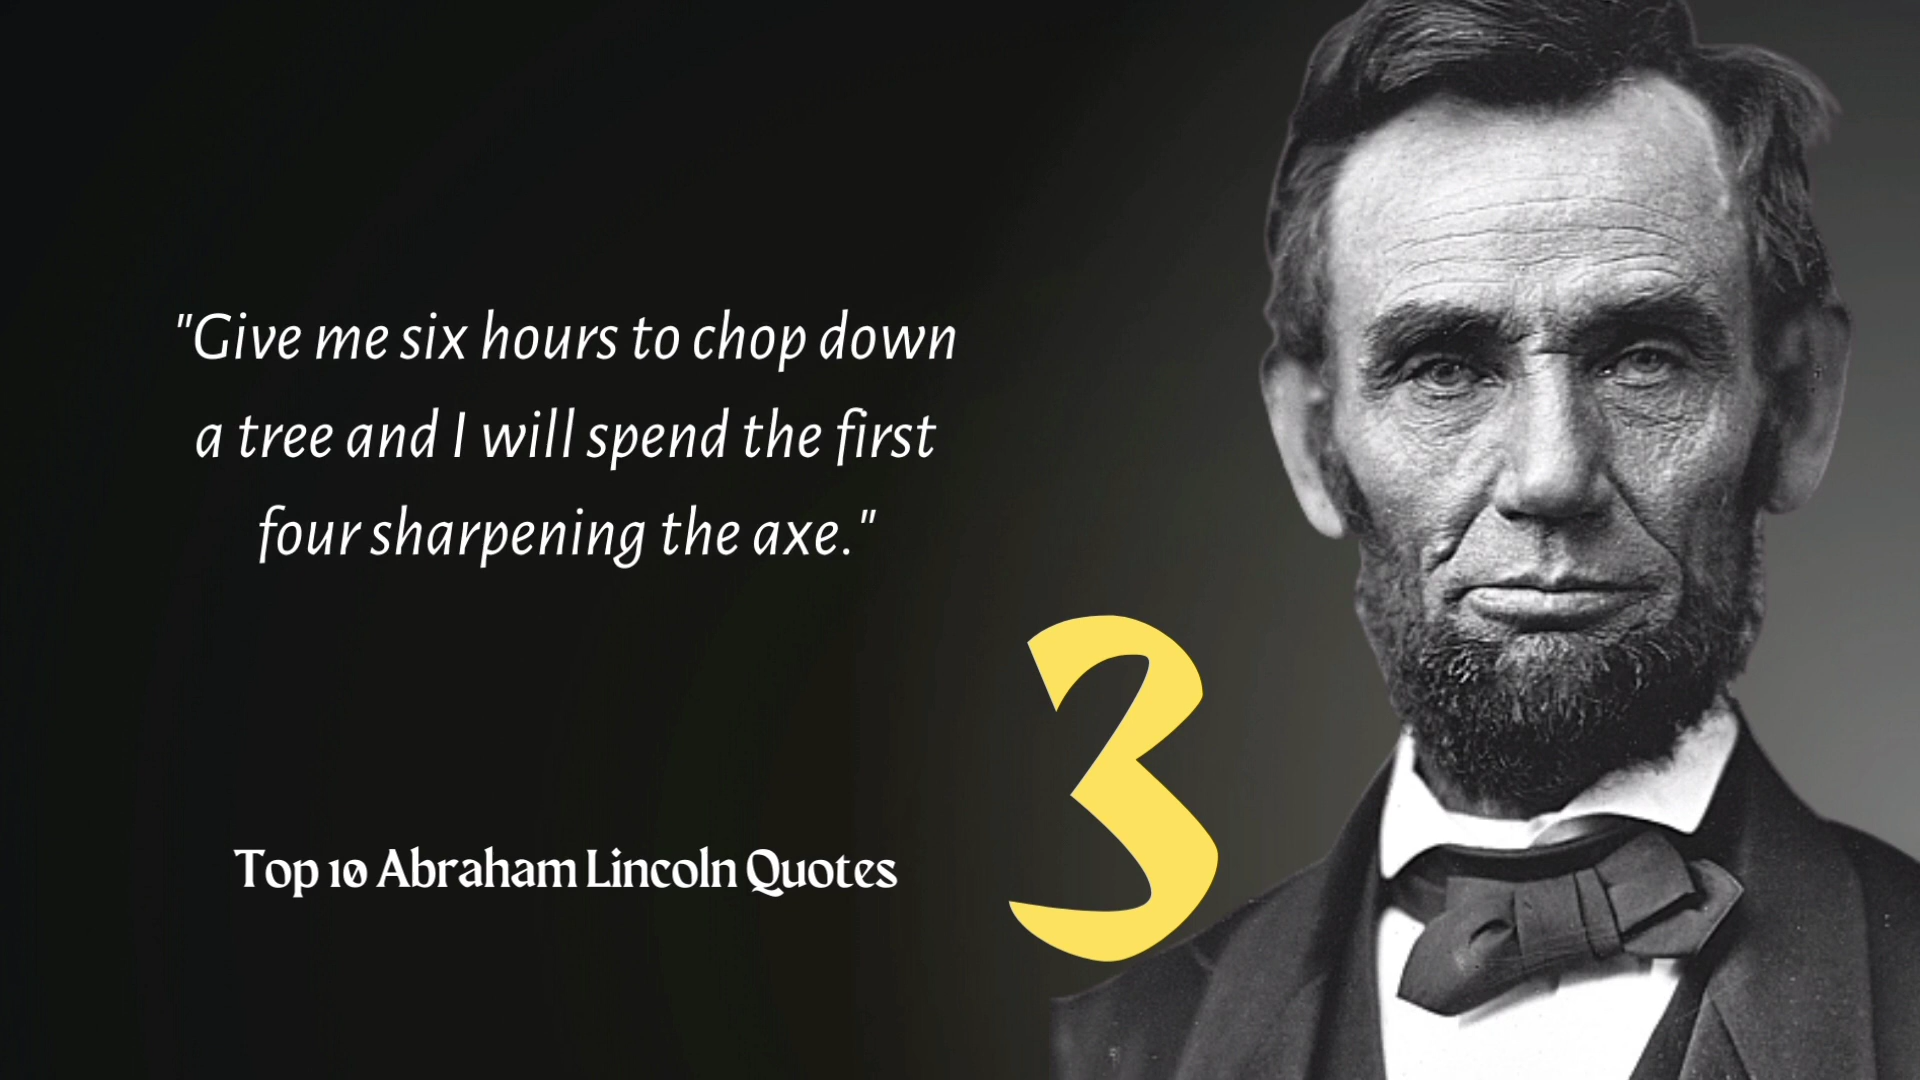 "Give me six hours to chop down
a tree and I will spend the first
four sharpening the axe."
3
Top 10 Abraham Lincoln Quotes